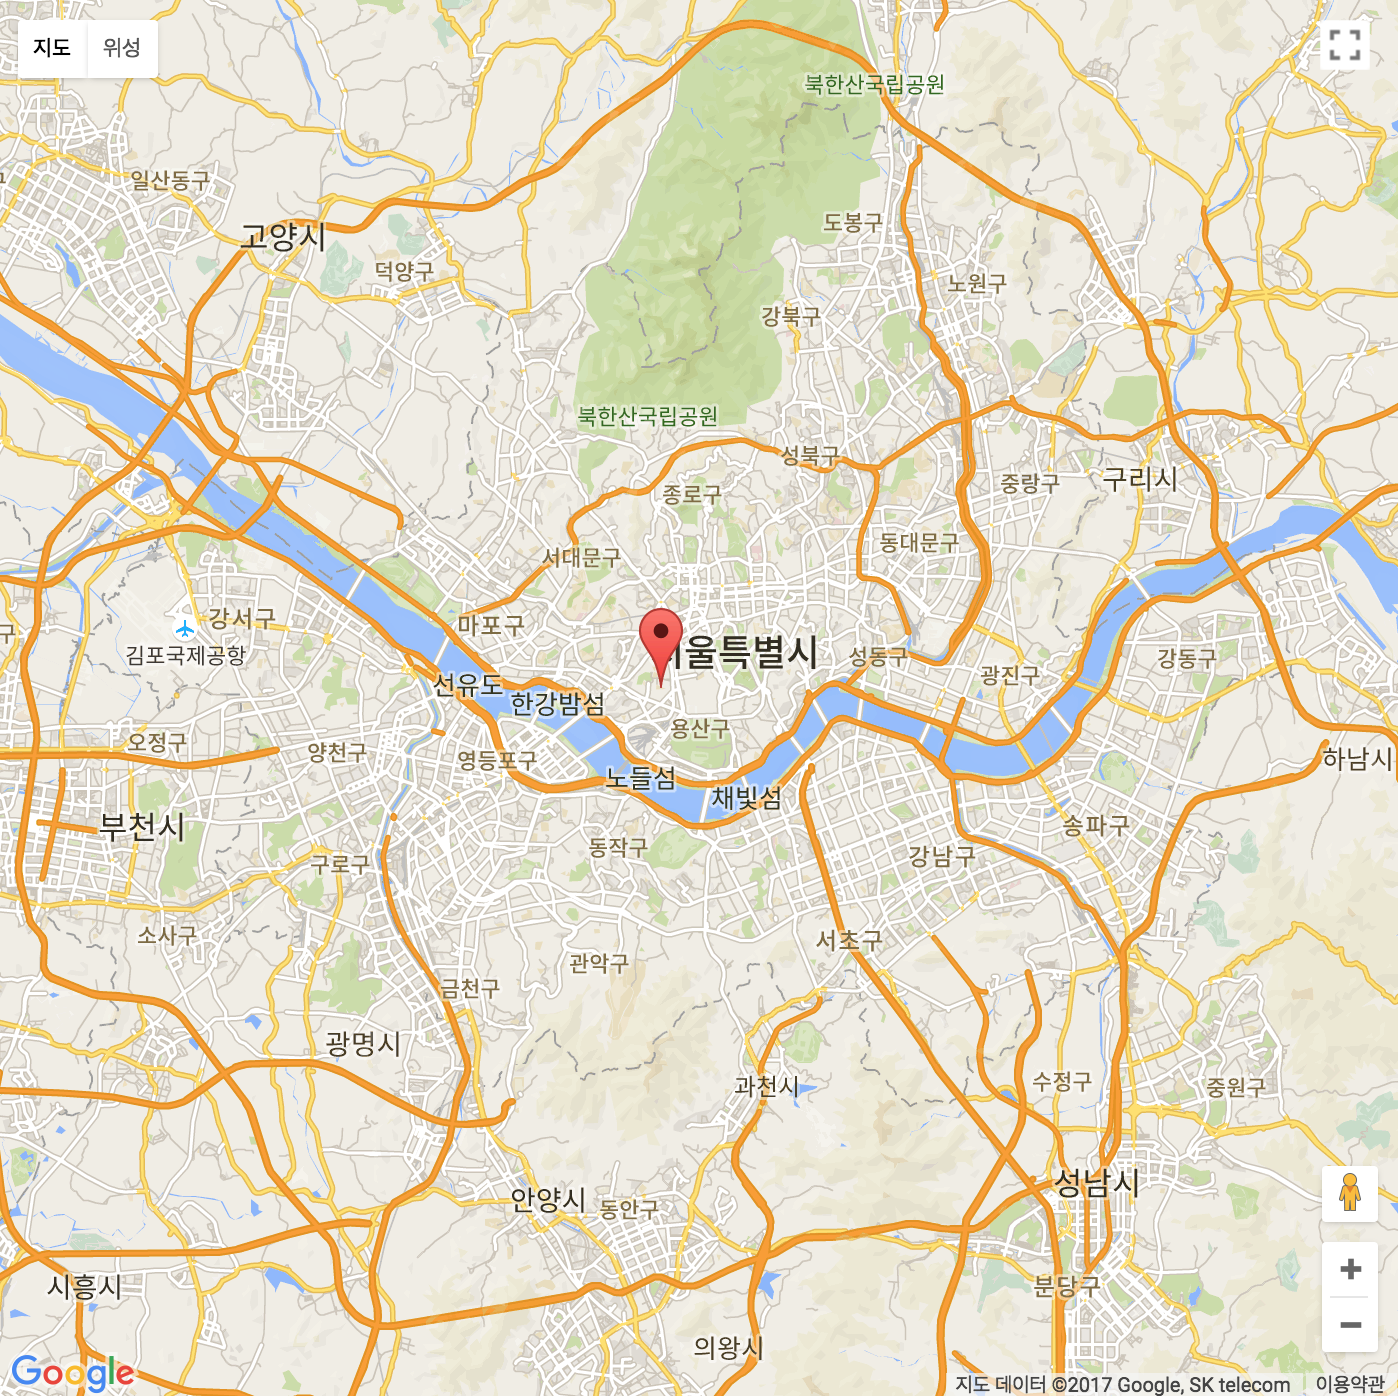 지도 위성
북한산국립공원
일산동구
도봉구
고양시
덕양구
노원구
강북구
북한산국립공원
성북구
종로구
중랑구
구리시
동대문구
서대문구
강서구
마포구
김포국제공항
울특별시
성동구
강동구
광진구
선유도
한강밤섬
용산구
오정구
양천구
영등포구
하남시
노들섬
채빛섬
부천시
송파구
동작구
강남구
구로구
소사구
서초구
관악구
금천구
광명시
수정구
과천시
중원구
성남시
안양시
동안구
시흥시
분당구
의왕시
Google
지도 데이터 ©2017 Google, SK telecom 이용약관